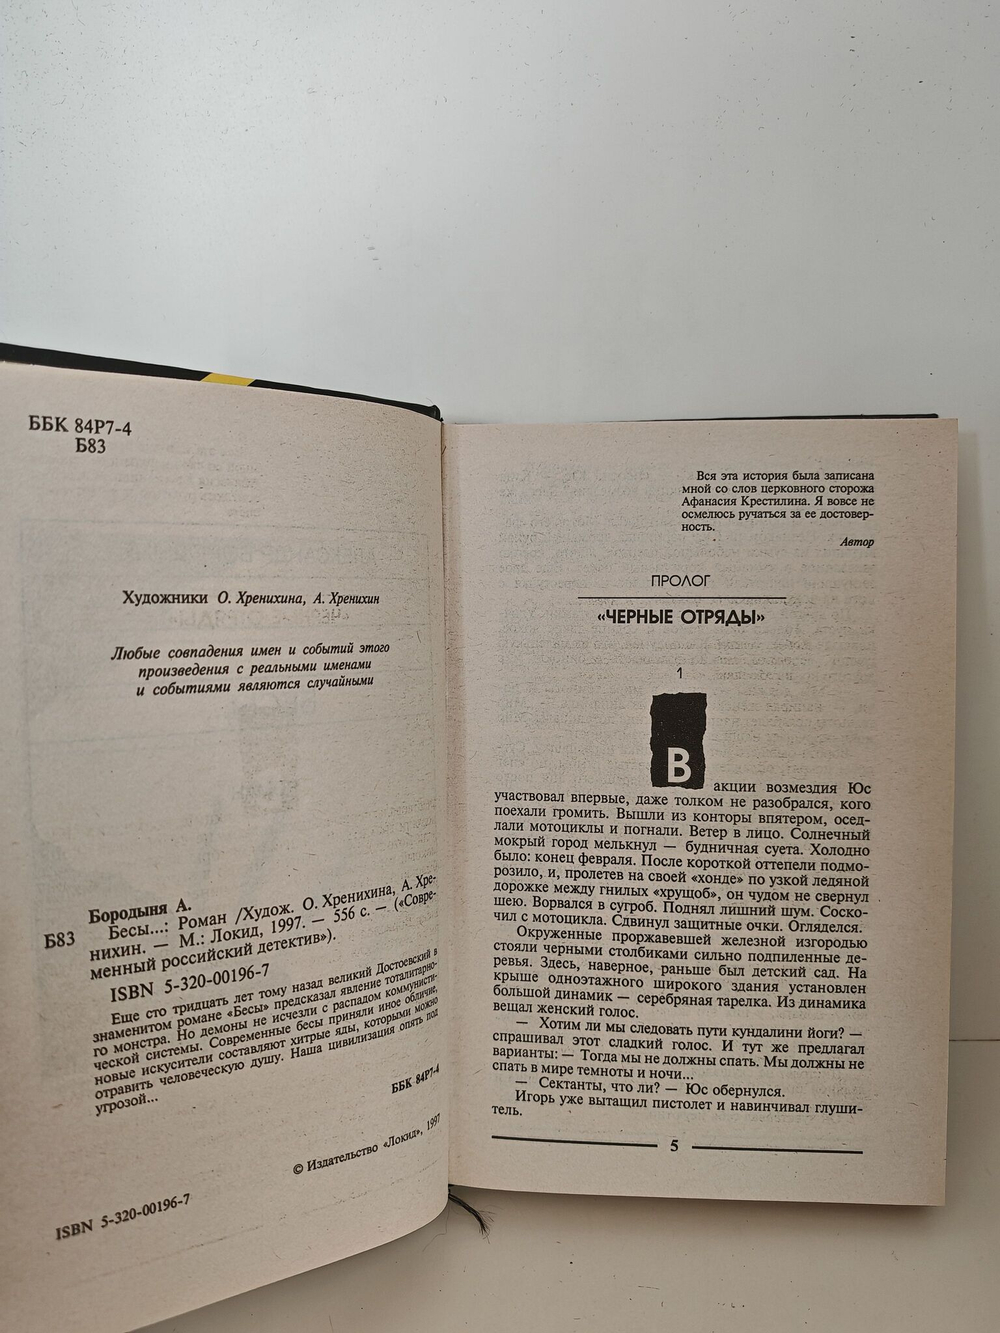 ББК 84Р7-4
Б83
Художники О. Хренихина, А. Хренихин
Любые совпадения имен и событий этого
произведения с реальными именами
и событиями являются случайными
Бородыня А.
Б83 Бесы...: Роман /Худож. О. Хренихина, А. Хре-
нихин. — М.: Локид, 1997. — 556 с. — («Совре-
менный российский детектив»).
ISBN 5-320-00196-7
Еще сто тридцать лет тому назад великий Достоевский в
знаменитом романе «Бесы» предсказал явление тоталитарно-
го монстра. Но демоны не исчезли с распадом коммунисти-
ческой системы. Современные бесы приняли иное обличие,
новые искусители составляют хитрые яды, которыми можно
отравить человеческую душу. Наша цивилизация опять под
угрозой...
ББК 84Р7-4
© Издательство «Локид», 1997
ISBN 5-320-00196-7
Вся эта история была записана
мной со слов церковного сторожа
Афанасия Крестилина. Я вовсе не
осмелюсь ручаться за ее достовер-
ность.
Автор
ПРОЛОГ
«ЧЕРНЫЕ ОТРЯДЫ»
1
В акции возмездия Юс
участвовал впервые, даже толком не разобрался, кого
поехали громить. Вышли из конторы впятером, осед-
лали мотоциклы и погнали. Ветер в лицо. Солнечный
мокрый город мелькнул — будничная суета. Холодно
было: конец февраля. После короткой оттепели подмо-
розило, и, пролетев на своей «хонде» по узкой ледяной
дорожке между гнилых «хрущоб», он чудом не свернул
шею. Ворвался в сугроб. Поднял лишний шум. Соско-
чил с мотоцикла. Сдвинул защитные очки. Огляделся.
Окруженные проржавевшей железной изгородью
стояли черными столбиками сильно подпиленные де-
ревья. Здесь, наверное, раньше был детский сад. На
крыше одноэтажного широкого здания установлен
большой динамик — серебряная тарелка. Из динамика
вещал женский голос.
— Хотим ли мы следовать пути кундалини йоги? —
спрашивал этот сладкий голос. И тут же предлагал
варианты: — Тогда мы не должны спать. Мы должны не
спать в мире темноты и ночи...
— Сектанты, что ли? — Юс обернулся.
Игорь уже вытащил пистолет и навинчивал глуши-
тель.
5